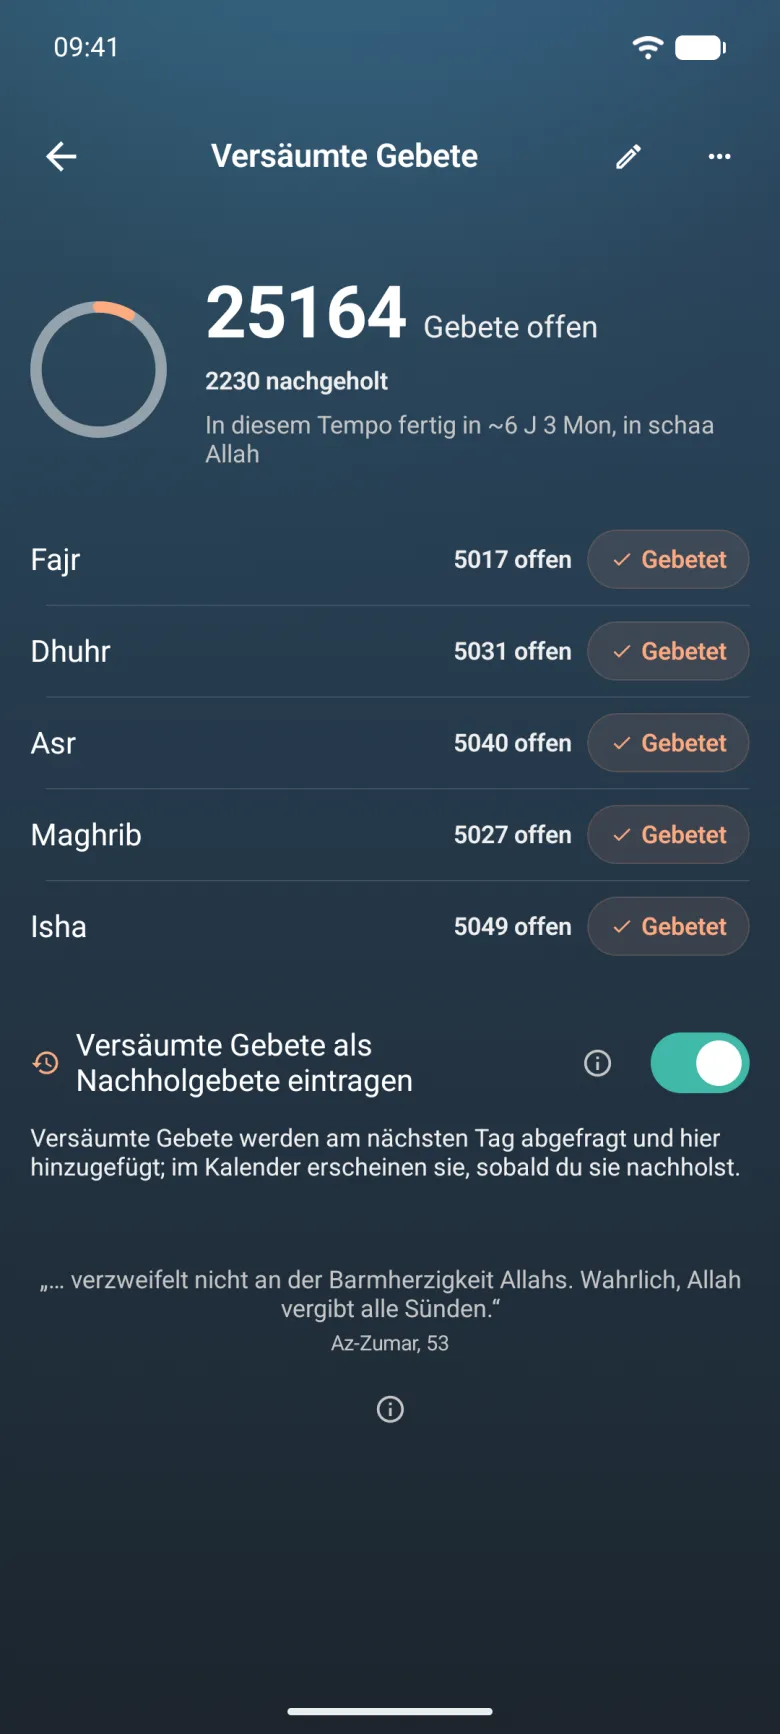 09:41
Versäumte Gebete
25164 Gebete offen
2230 nachgeholt
In diesem Tempo fertig in ~6 J 3 Mon, in schaa
Allah
Fajr 5017 offen Gebetet
Dhuhr 5031 offen Gebetet
Asr 5040 offen Gebetet
Maghrib 5027 offen Gebetet
Isha 5049 offen Gebetet
Versäumte Gebete als
Nachholgebete eintragen
Versäumte Gebete werden am nächsten Tag abgefragt und hier
hinzugefügt; im Kalender erscheinen sie, sobald du sie nachholst.
„… verzweifelt nicht an der Barmherzigkeit Allahs. Wahrlich, Allah
vergibt alle Sünden.“
Az-Zumar, 53